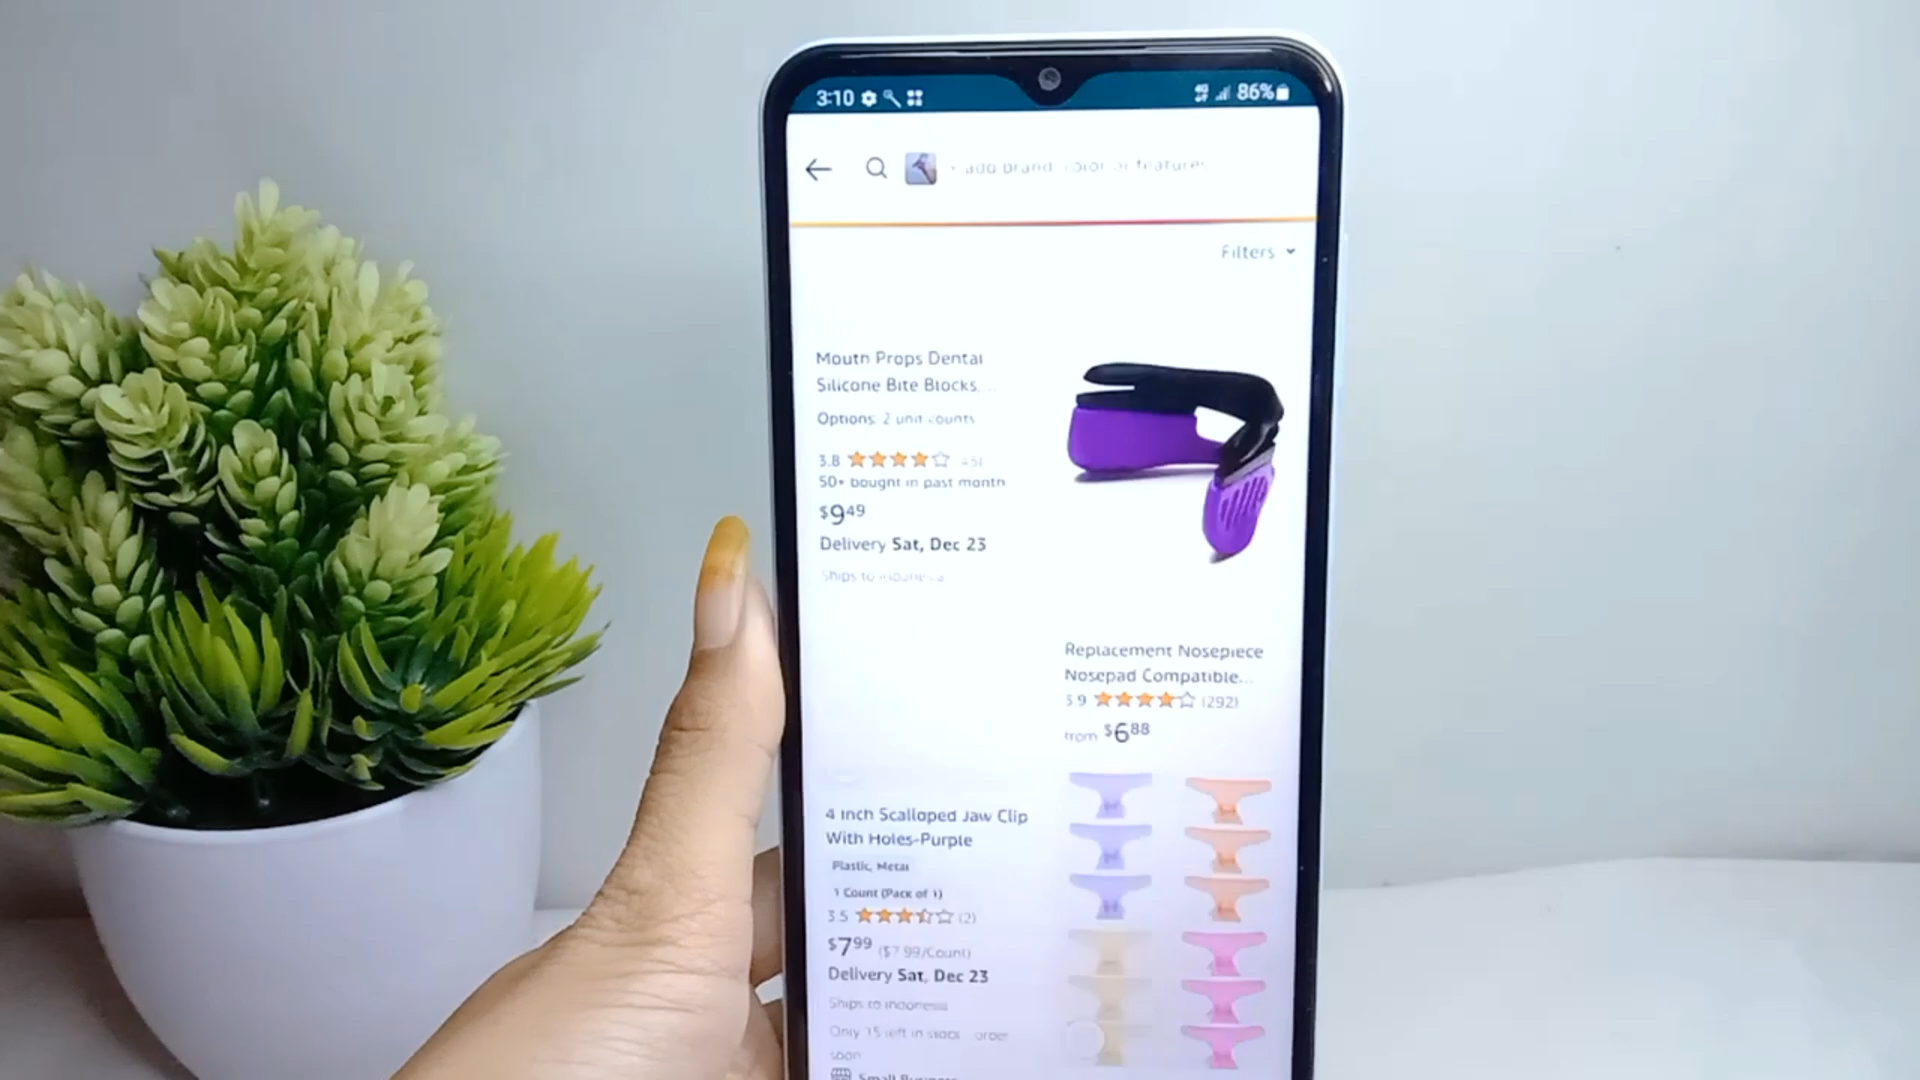 3:10
86%
+ add brand, color or features
Filters
Mouth Props Dental
Silicone Bite Blocks...
Options: 2 unit counts
3.8
50+ bought in past month
$9 49
Delivery Sat, Dec 23
Ships to Indonesia
Replacement Nosepiece
Nosepad Compatible...
3.9 (292)
from $6 88
4 Inch Scalloped Jaw Clip
With Holes-Purple
Plastic, Metal
1 Count (Pack of 1)
3.5 (2)
$7 99 ($7.99/Count)
Delivery Sat, Dec 23
Ships to Indonesia
Only 15 left in stock - order
soon
Small Business